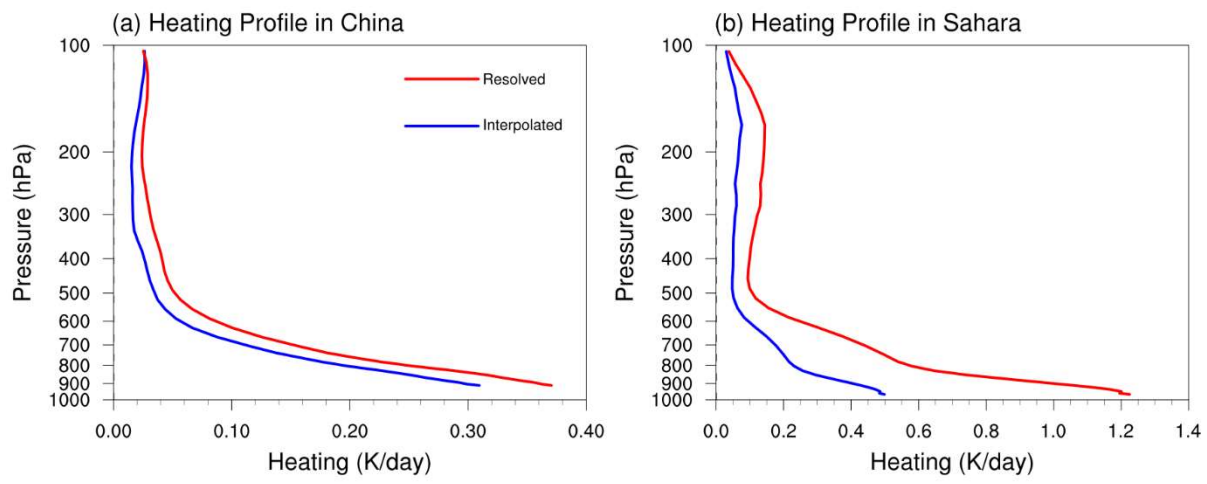 (a) Heating Profile in China
Pressure (hPa)
100
200
300
400
500
600
700
800
900
1000
Resolved
Interpolated
0.00 0.10 0.20 0.30 0.40
Heating (K/day)
(b) Heating Profile in Sahara
Pressure (hPa)
100
200
300
400
500
600
700
800
900
1000
0.0 0.2 0.4 0.6 0.8 1.0 1.2 1.4
Heating (K/day)